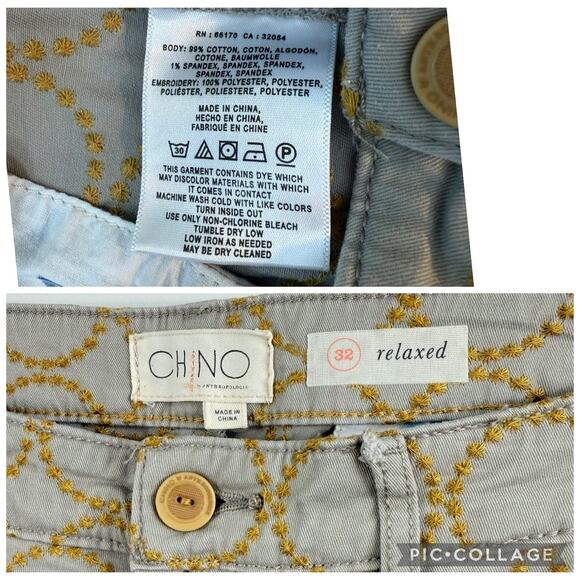 RN : 66170 CA : 32054
BODY: 99% COTTON, COTON, ALGODÓN,
COTONE, BAUMWOLLE
1% SPANDEX, SPANDEX, SPANDEX,
SPANDEX, SPANDEX
EMBROIDERY: 100% POLYESTER, POLYESTER,
POLIÉSTER, POLIESTERE, POLYESTER
MADE IN CHINA,
HECHO EN CHINA,
FABRIQUÉ EN CHINE
30
P
THIS GARMENT CONTAINS DYE WHICH
MAY DISCOLOR MATERIALS WITH WHICH
IT COMES IN CONTACT
MACHINE WASH COLD WITH LIKE COLORS
TURN INSIDE OUT
USE ONLY NON-CHLORINE BLEACH
TUMBLE DRY LOW
LOW IRON AS NEEDED
MAY BE DRY CLEANED
CHINO
by ANTHROPOLOGIE
32 relaxed
MADE IN
CHINA
PIC•COLLAGE